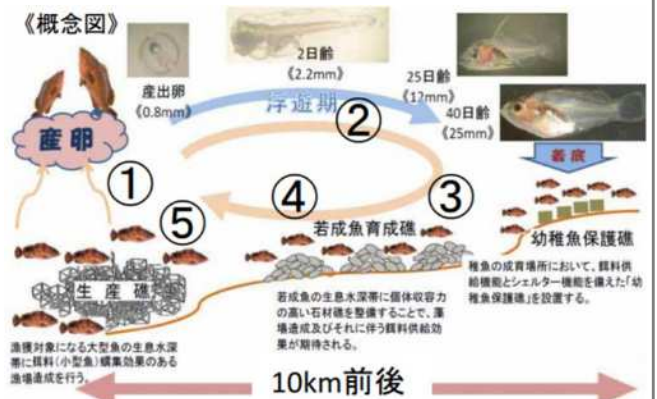 《概念図》
産出卵
《0.8mm》
2日齢
(2.2mm)
25日齢
《12mm》
40日齢
《25mm》
浮遊期
産卵
着底
①
②
③
④
⑤
若成魚育成礁
幼稚魚保護礁
生産礁
稚魚の成育場所において、餌料供
給機能とシェルター機能を備えた「幼
稚魚保護礁」を設置する。
若成魚の生息水深帯に個体収容力
の高い石材礁を整備することで、藻
場造成及びそれに伴う餌料供給効
果が期待される。
漁獲対象になる大型魚の生息水深
帯に餌料(小型魚)蝟集効果のある
漁場造成を行う。
10km前後